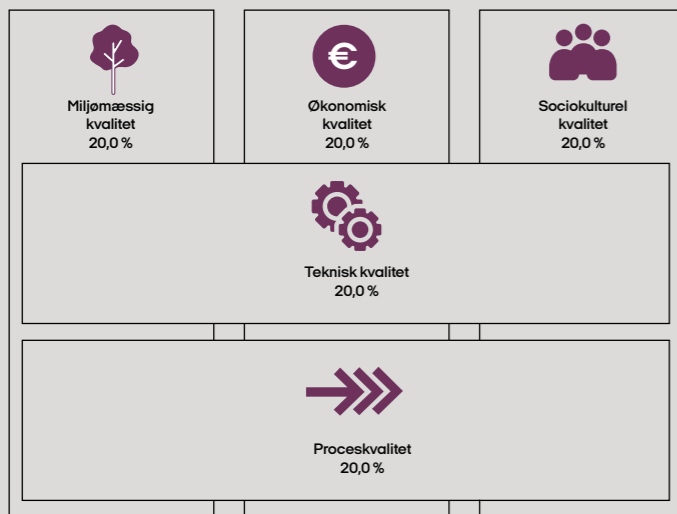 Miljømæssig
kvalitet
20,0 %
Økonomisk
kvalitet
20,0 %
Sociokulturel
kvalitet
20,0 %
Teknisk kvalitet
20,0 %
Proceskvalitet
20,0 %